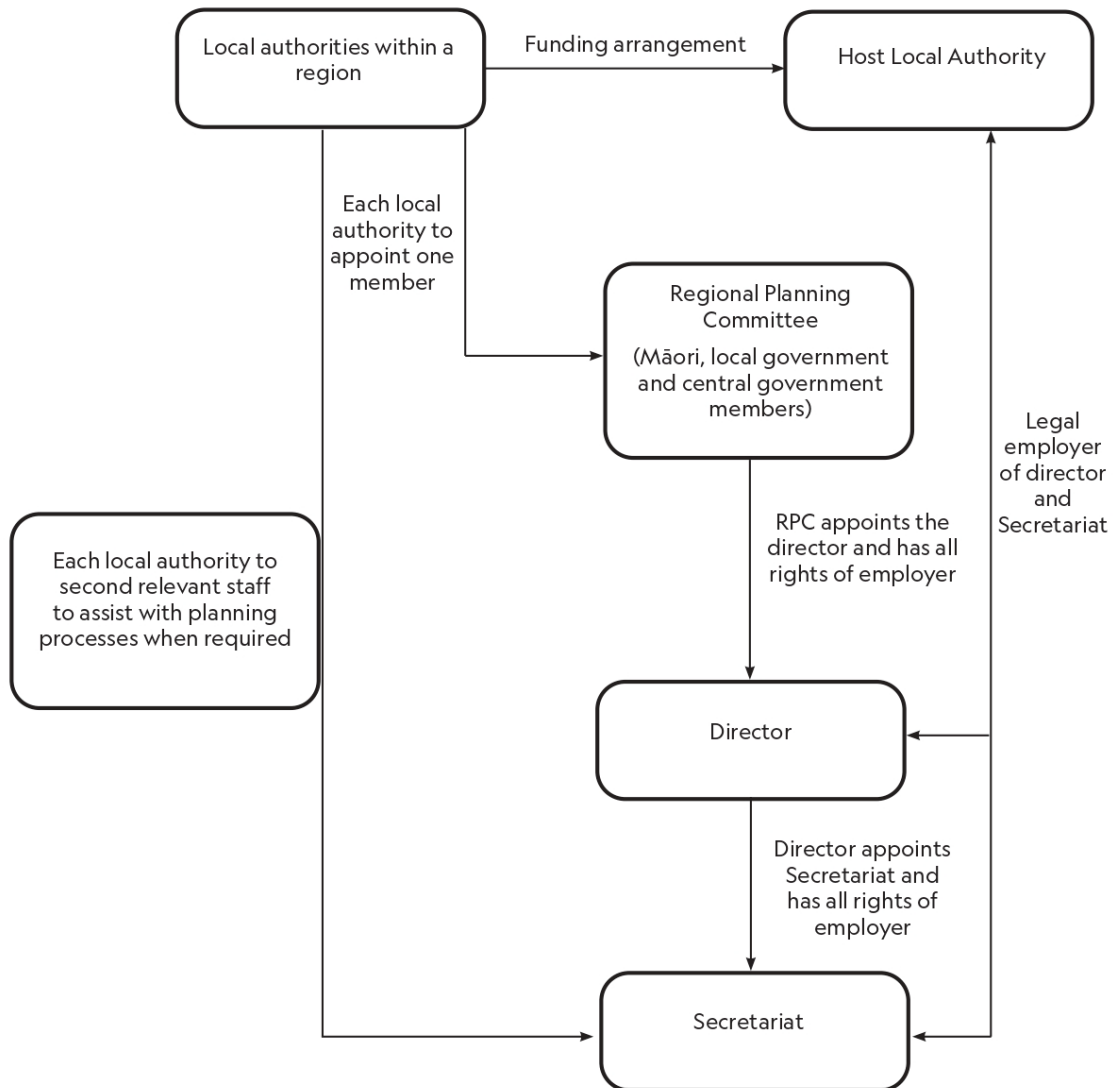 Local authorities within a
region
Funding arrangement
Host Local Authority
Each local
authority to
appoint one
member
Regional Planning
Committee
(Māori, local government
and central government
members)
Legal
employer
of director
and
Secretariat
RPC appoints the
director and has all
rights of employer
Each local authority to
second relevant staff
to assist with planning
processes when required
Director
Director appoints
Secretariat and
has all rights of
employer
Secretariat